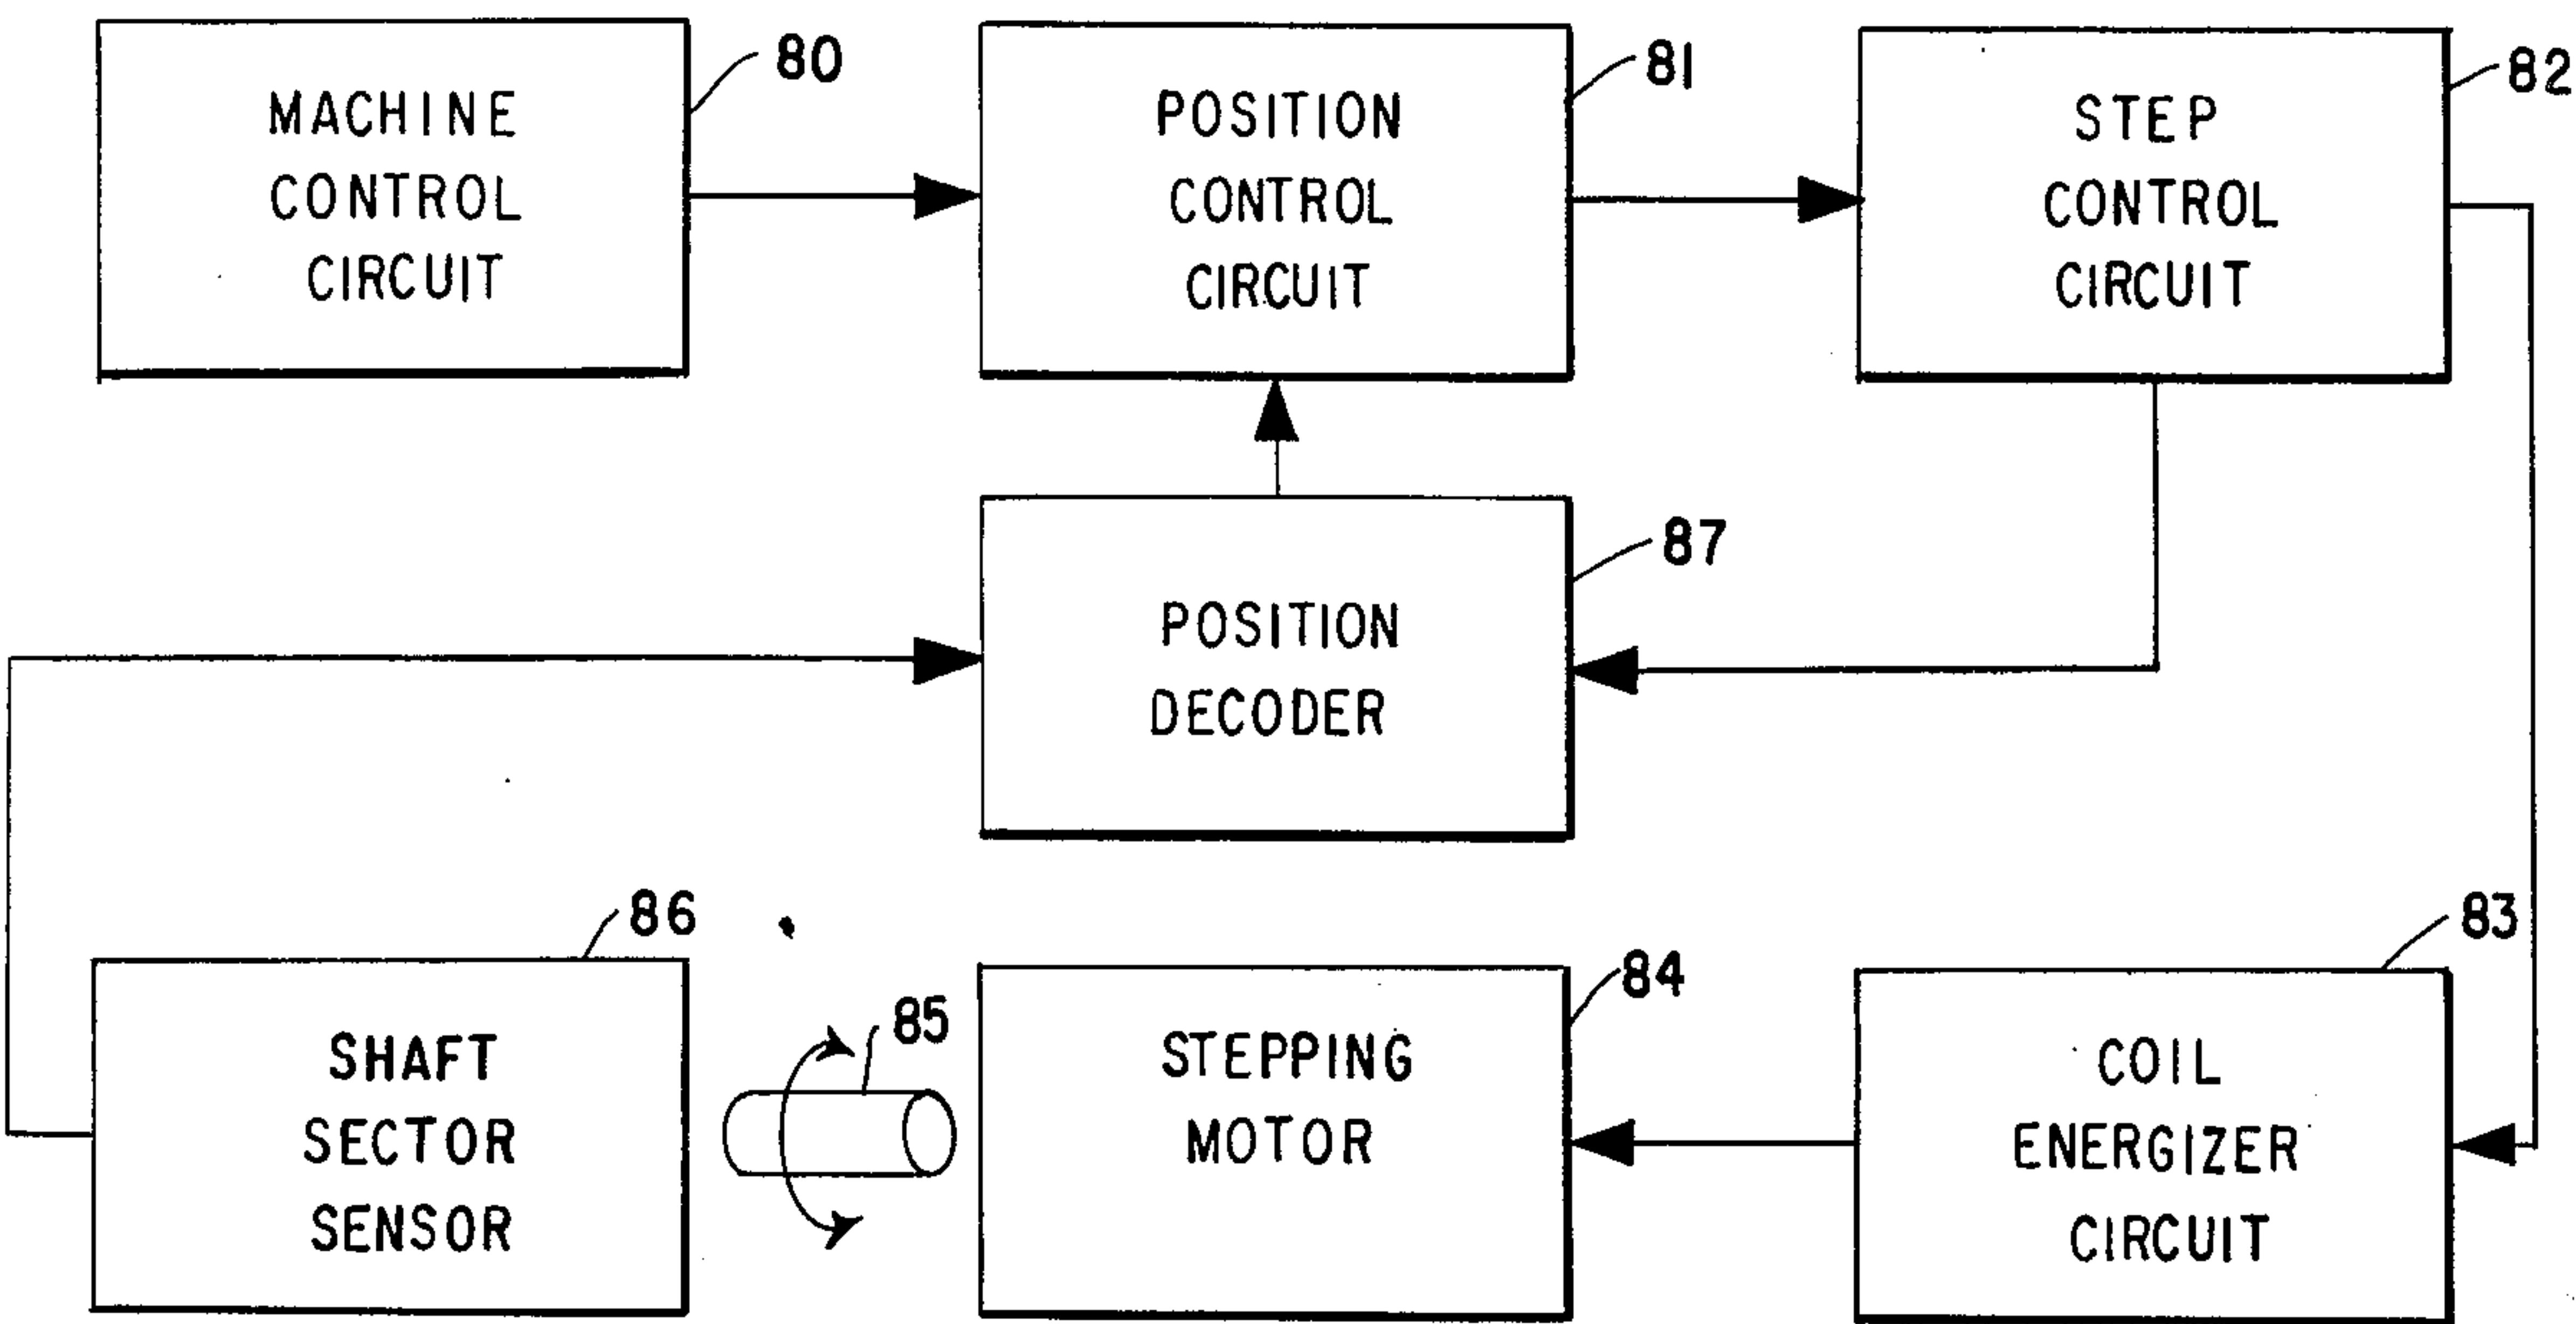 MACHINE
CONTROL
CIRCUIT
80
POSITION
CONTROL
CIRCUIT
81
STEP
CONTROL
CIRCUIT
82
POSITION
DECODER
87
SHAFT
SECTOR
SENSOR
86
85
STEPPING
MOTOR
84
COIL
ENERGIZER
CIRCUIT
83